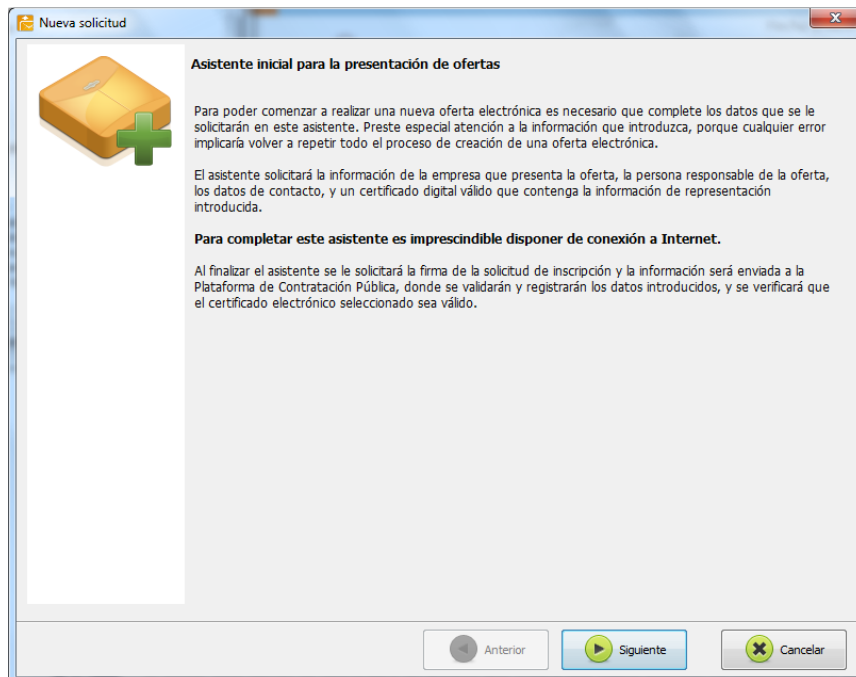 Nueva solicitud
Asistente inicial para la presentación de ofertas
Para poder comenzar a realizar una nueva oferta electrónica es necesario que complete los datos que se le
solicitarán en este asistente. Preste especial atención a la información que introduzca, porque cualquier error
implicaría volver a repetir todo el proceso de creación de una oferta electrónica.
El asistente solicitará la información de la empresa que presenta la oferta, la persona responsable de la oferta,
los datos de contacto, y un certificado digital válido que contenga la información de representación
introducida.
Para completar este asistente es imprescindible disponer de conexión a Internet.
Al finalizar el asistente se le solicitará la firma de la solicitud de inscripción y la información será enviada a la
Plataforma de Contratación Pública, donde se validarán y registrarán los datos introducidos, y se verificará que
el certificado electrónico seleccionado sea válido.
Anterior
Siguiente
Cancelar